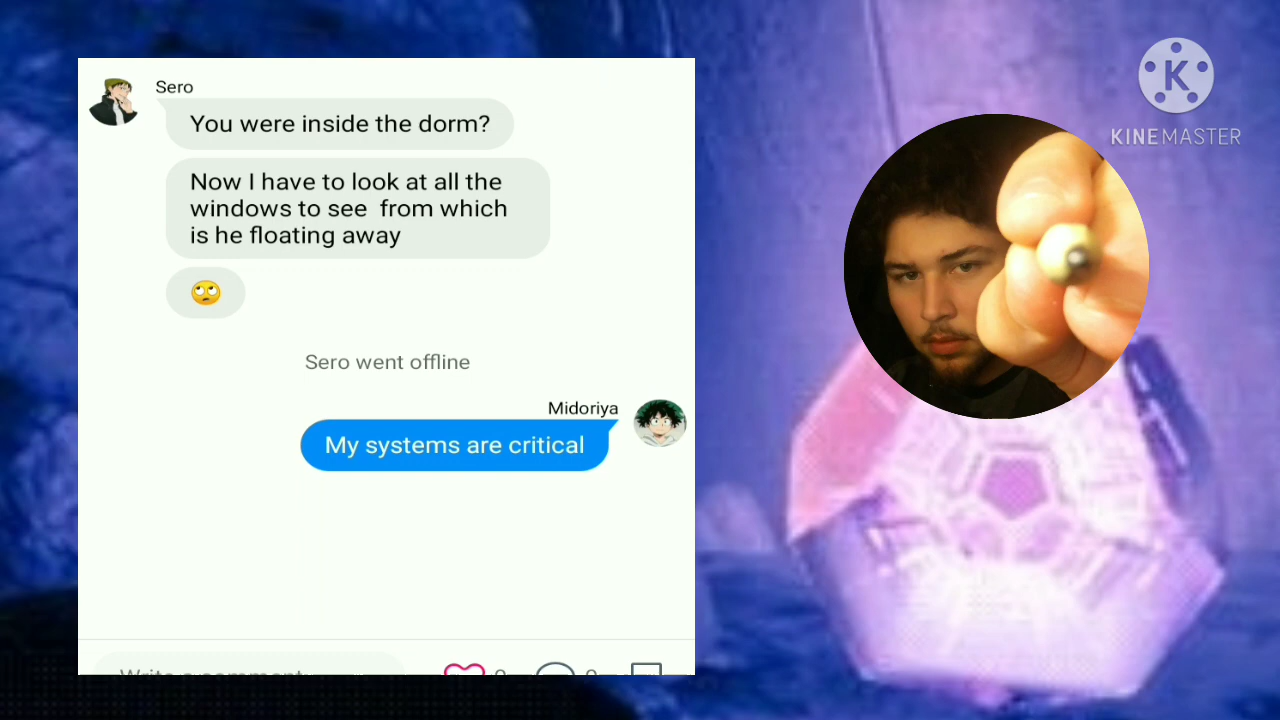 Sero
You were inside the dorm?
Now I have to look at all the
windows to see  from which
is he floating away
Sero went offline
Midoriya
My systems are critical
Write a comment
KINEMASTER